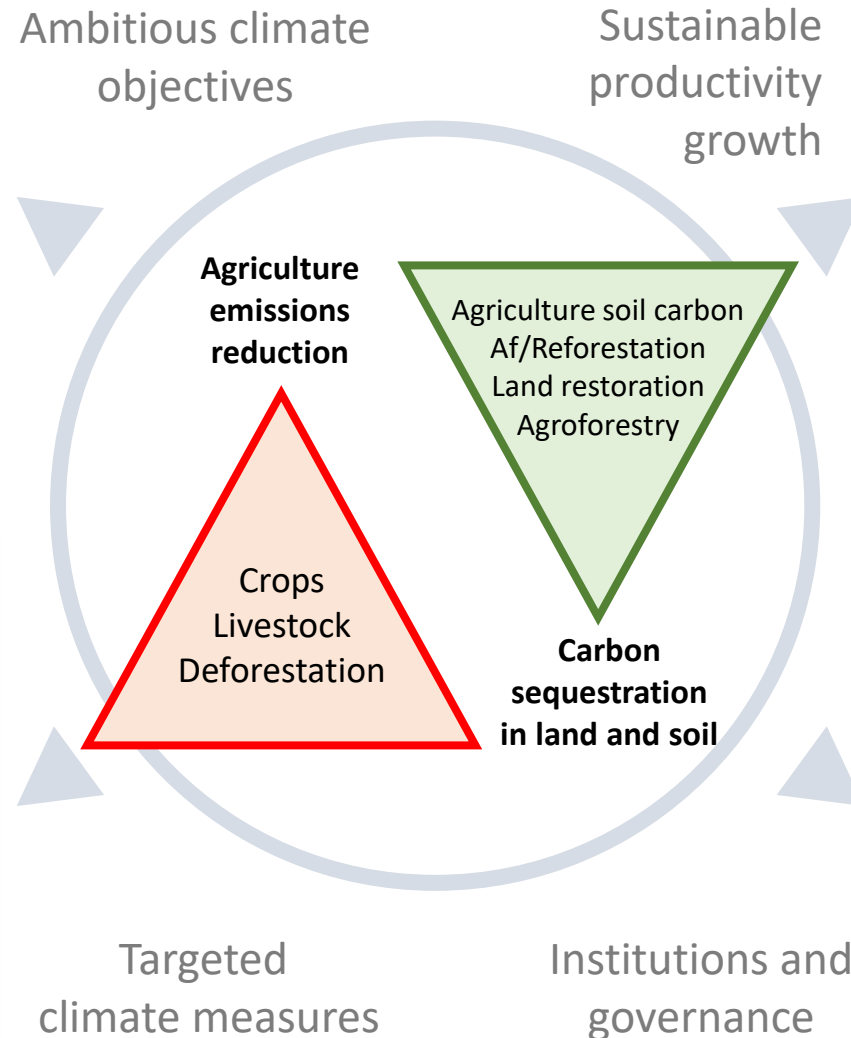 Ambitious climate
objectives
Sustainable
productivity
growth
Agriculture
emissions
reduction
Agriculture soil carbon
Af/Reforestation
Land restoration
Agroforestry
Crops
Livestock
Deforestation
Carbon
sequestration
in land and soil
Targeted
climate measures
Institutions and
governance